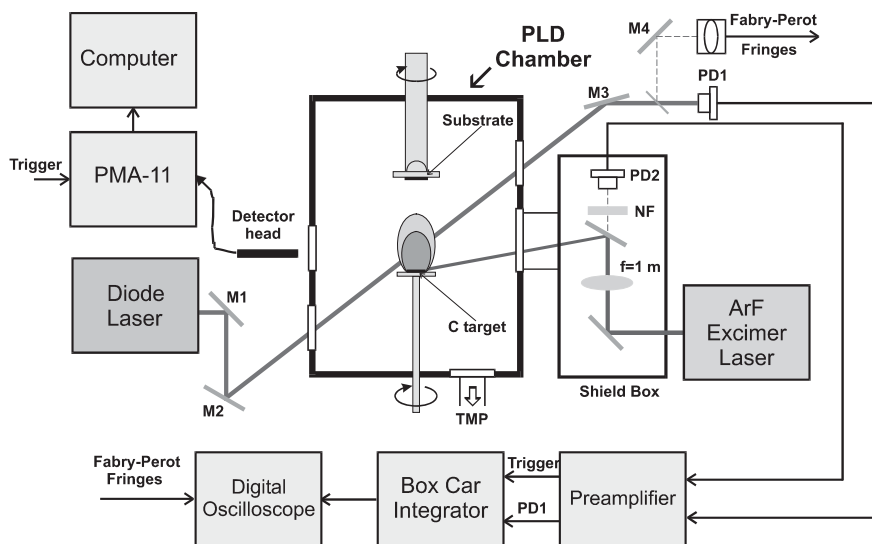 Computer
Trigger
PMA-11
Detector
head
Diode
Laser
M1
M2
PLD
Chamber
Substrate
C target
TMP
M4
Fabry-Perot
Fringes
M3
PD1
PD2
NF
f=1 m
Shield Box
ArF
Excimer
Laser
Fabry-Perot
Fringes
Digital
Oscilloscope
Box Car
Integrator
Trigger
PD1
Preamplifier